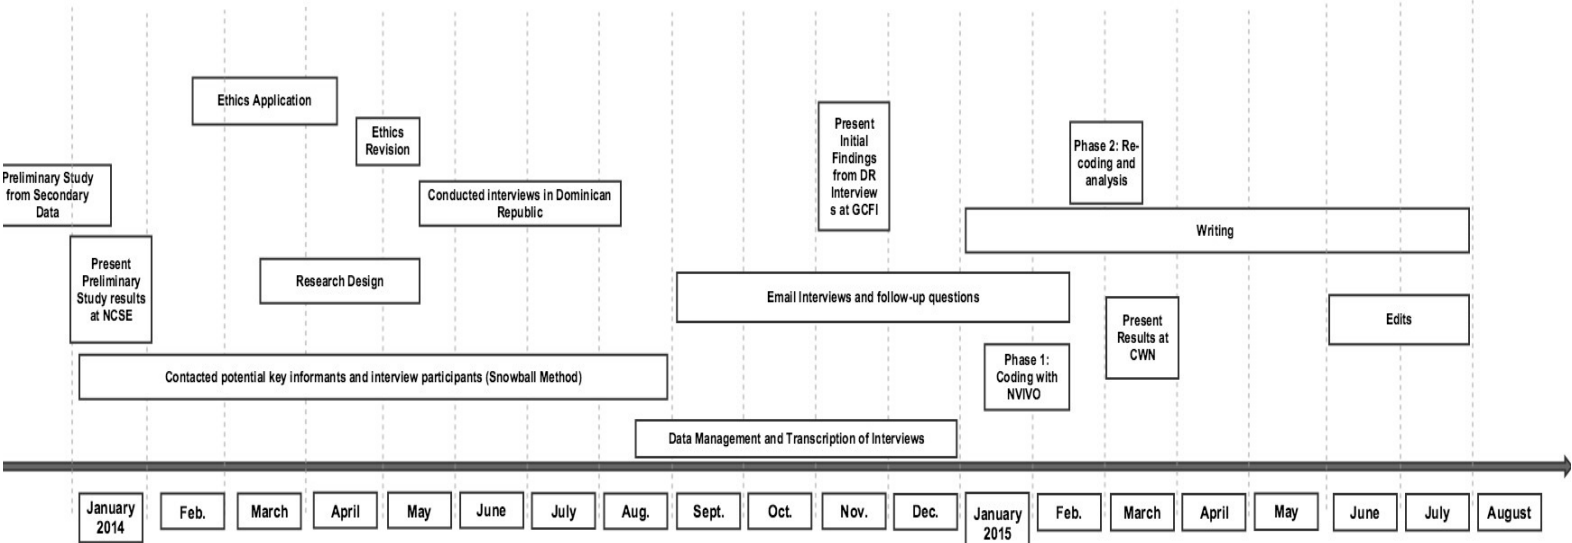 Ethics Application
Ethics
Revision
Preliminary Study
from Secondary
Data
Conducted interviews in Dominican
Republic
Present
Initial
Findings
from DR
Interview
s at GCFI
Phase 2: Re-
coding and
analysis
Writing
Present
Preliminary
Study results
at NCSE
Research Design
Email Interviews and follow-up questions
Present
Results at
CWN
Edits
Contacted potential key informants and interview participants (Snowball Method)
Phase 1:
Coding with
NVIVO
Data Management and Transcription of Interviews
January
2014
Feb.
March
April
May
June
July
Aug.
Sept.
Oct.
Nov.
Dec.
January
2015
Feb.
March
April
May
June
July
August